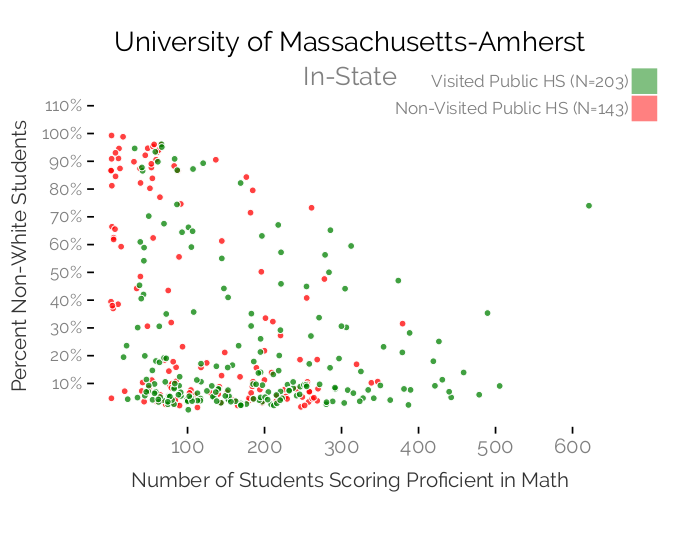 University of Massachusetts-Amherst
In-State
Visited Public HS (N=203)
Non-Visited Public HS (N=143)
Percent Non-White Students
110%
100%
90%
80%
70%
60%
50%
40%
30%
20%
10%
100 200 300 400 500 600
Number of Students Scoring Proficient in Math